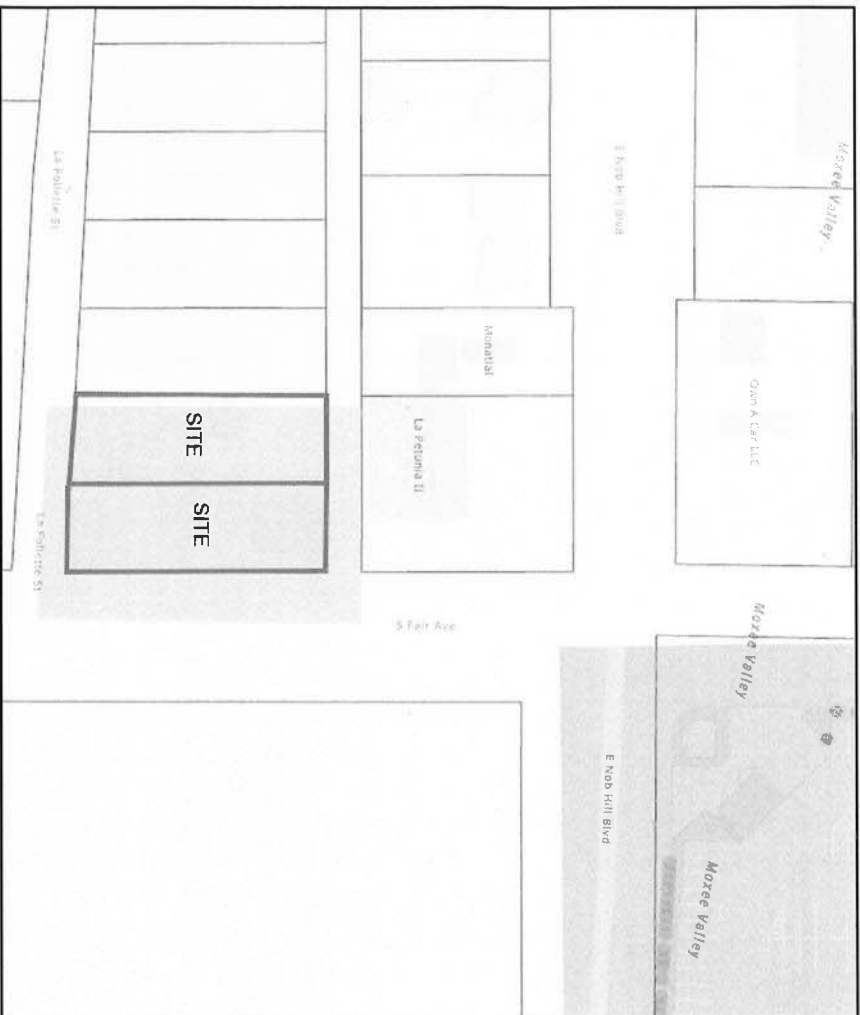 Moxee Valley
E Nob Hill Blvd
La Follette St
Own A Car LLC
SITE
La Petunia II
SITE
La Follette St
S Fair Ave
Moxee Valley
E Nob Hill Blvd
Moxee Valley